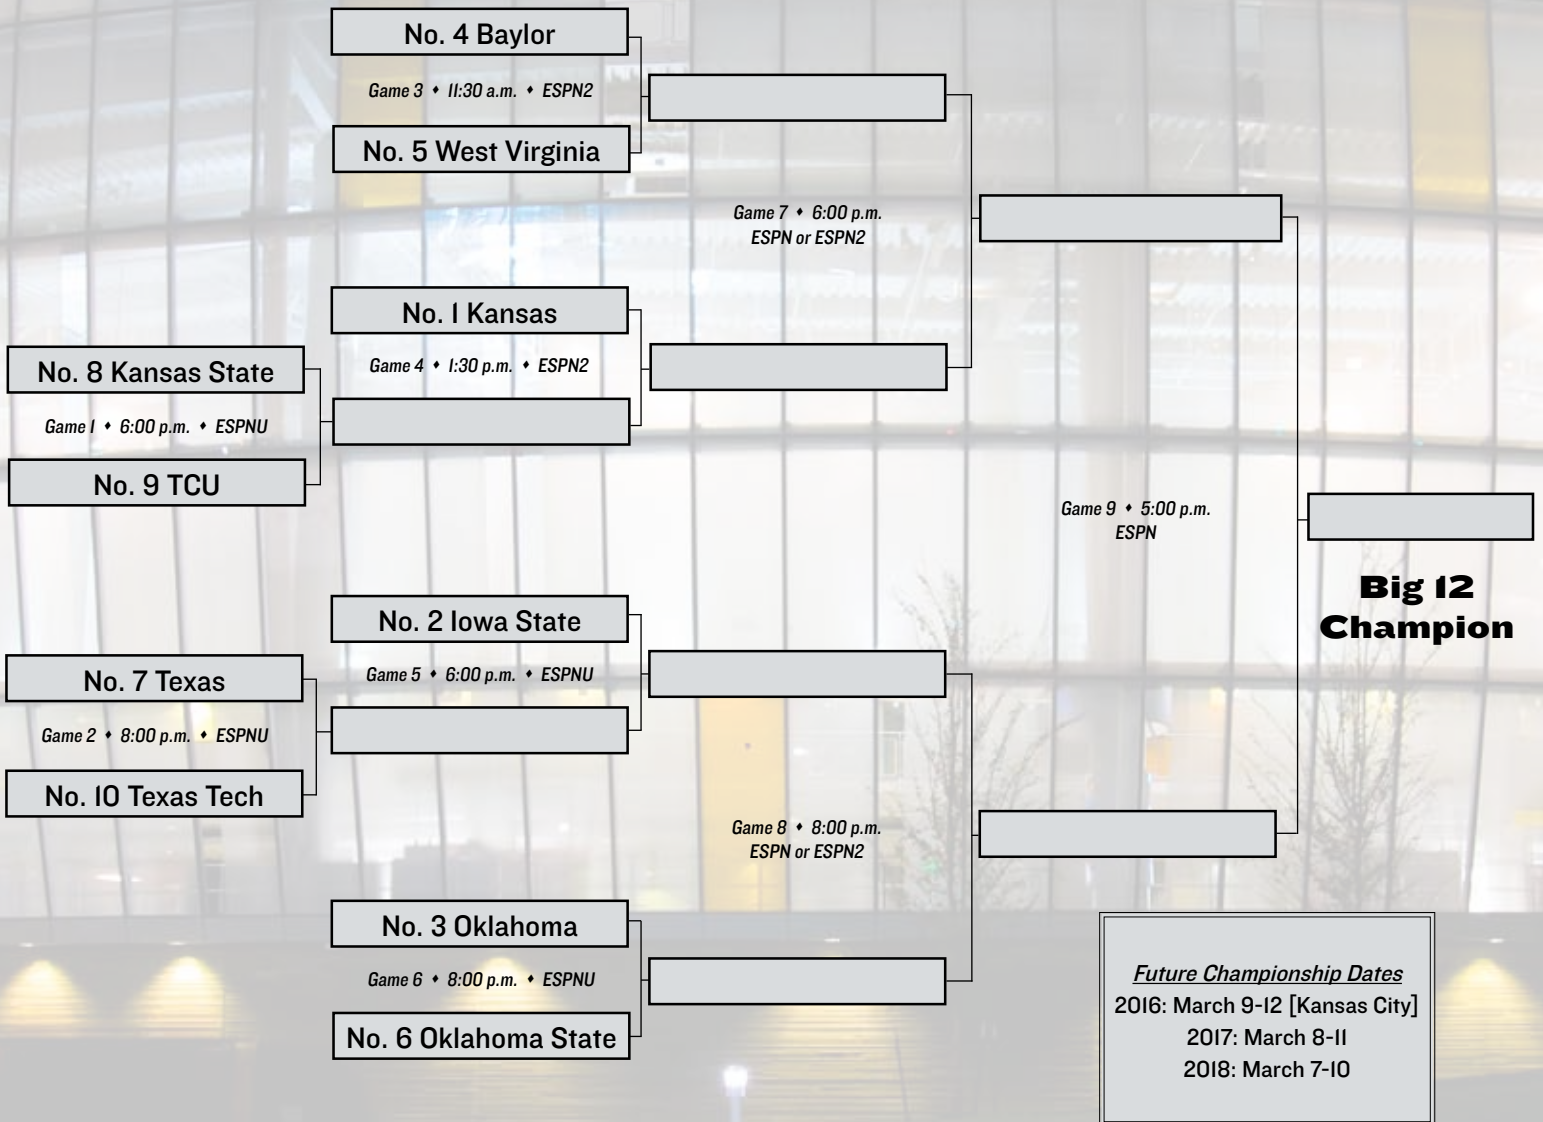 No. 4 Baylor
Game 3 ♦ 11:30 a.m. ♦ ESPN2
No. 5 West Virginia
Game 7 ♦ 6:00 p.m.
ESPN or ESPN2
No. 1 Kansas
Game 4 ♦ 1:30 p.m. ♦ ESPN2
No. 8 Kansas State
Game 1 ♦ 6:00 p.m. ♦ ESPNU
No. 9 TCU
Game 9 ♦ 5:00 p.m.
ESPN
Big 12
Champion
No. 2 Iowa State
Game 5 ♦ 6:00 p.m. ♦ ESPNU
No. 7 Texas
Game 2 ♦ 8:00 p.m. ♦ ESPNU
No. 10 Texas Tech
Game 8 ♦ 8:00 p.m.
ESPN or ESPN2
No. 3 Oklahoma
Game 6 ♦ 8:00 p.m. ♦ ESPNU
No. 6 Oklahoma State
Future Championship Dates
2016: March 9-12 [Kansas City]
2017: March 8-11
2018: March 7-10